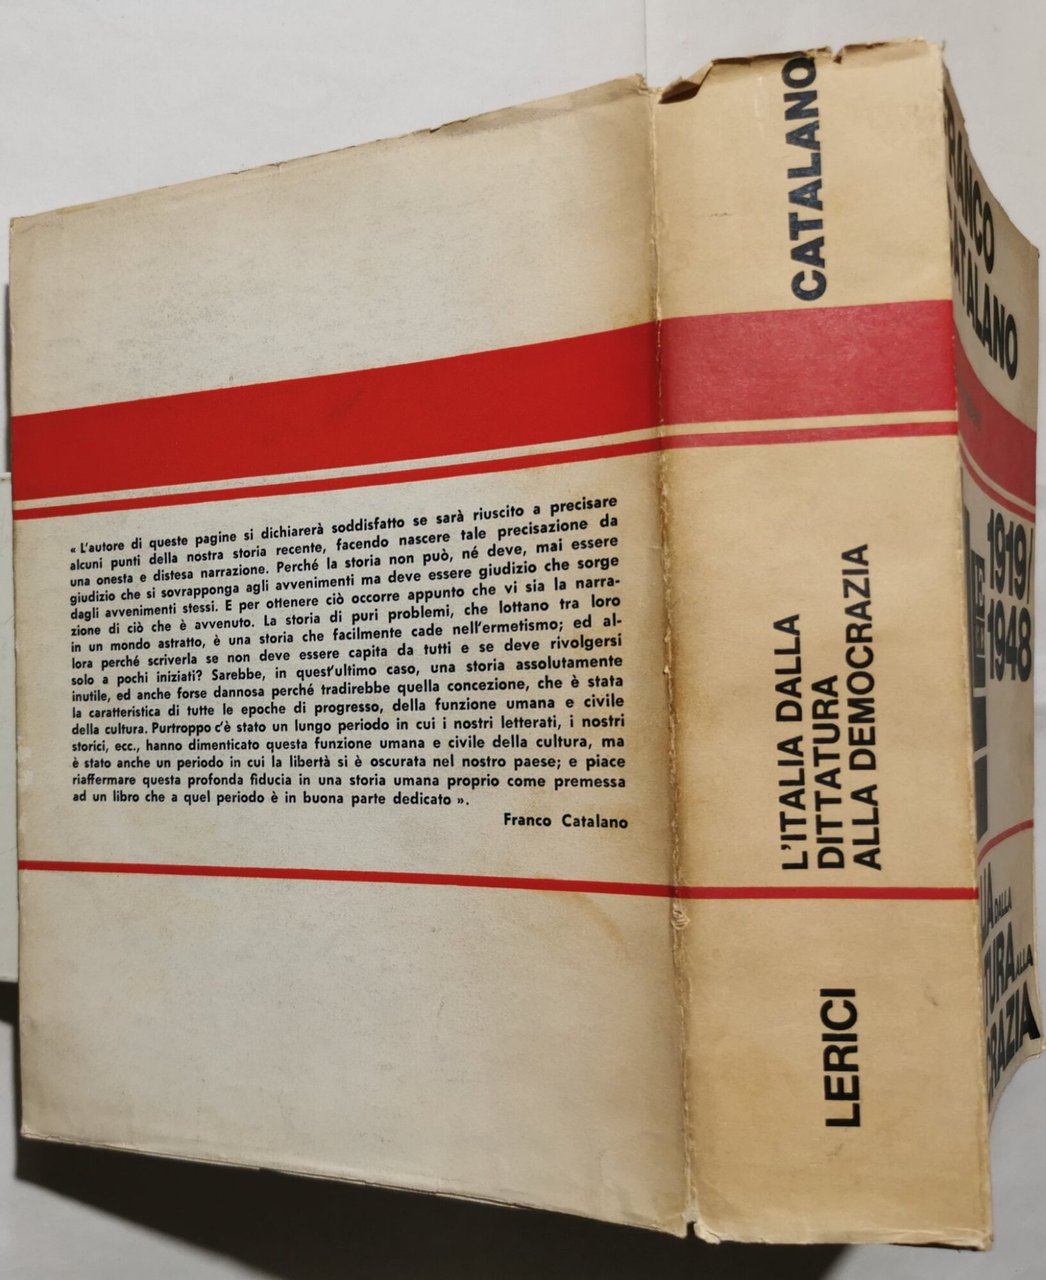 « L'autore di queste pagine si dichiarerà soddisfatto se sarà riuscito a precisare
alcuni punti della nostra storia recente, facendo nascere tale precisazione da
una onesta e distesa narrazione. Perché la storia non può, né deve, mai essere
giudizio che si sovrapponga agli avvenimenti ma deve essere giudizio che sorge
dagli avvenimenti stessi. E per ottenere ciò occorre appunto che vi sia la narra-
zione di ciò che è avvenuto. La storia di puri problemi, che lottano tra loro
in un mondo astratto, è una storia che facilmente cade nell'ermetismo; ed al-
lora perché scriverla se non deve essere capita da tutti e se deve rivolgersi
solo a pochi iniziati? Sarebbe, in quest'ultimo caso, una storia assolutamente
inutile, ed anche forse dannosa perché tradirebbe quella concezione, che è stata
la caratteristica di tutte le epoche di progresso, della funzione umana e civile
della cultura. Purtroppo c'è stato un lungo periodo in cui i nostri letterati, i nostri
storici, ecc., hanno dimenticato questa funzione umana e civile della cultura, ma
è stato anche un periodo in cui la libertà si è oscurata nel nostro paese; e piace
riaffermare questa profonda fiducia in una storia umana proprio come premessa
ad un libro che a quel periodo è in buona parte dedicato ».
Franco Catalano
CATALANO
L'ITALIA DALLA
DITTATURA
ALLA DEMOCRAZIA
LERICI
RANCO
ATALANO
1919/
1948
LIA DALLA
TURA ALLA
CRAZIA